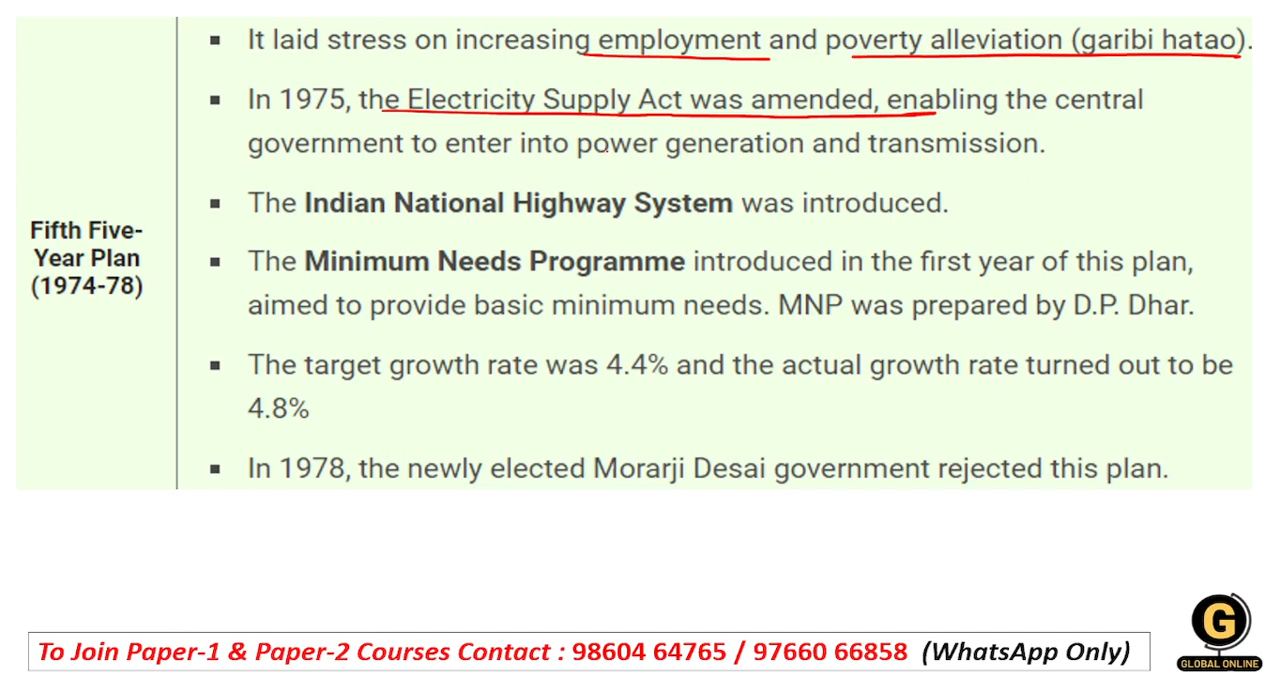 Fifth Five-
Year Plan
(1974-78)
▪ It laid stress on increasing employment and poverty alleviation (garibi hatao).
▪ In 1975, the Electricity Supply Act was amended, enabling the central
government to enter into power generation and transmission.
▪ The Indian National Highway System was introduced.
▪ The Minimum Needs Programme introduced in the first year of this plan,
aimed to provide basic minimum needs. MNP was prepared by D.P. Dhar.
▪ The target growth rate was 4.4% and the actual growth rate turned out to be
4.8%
▪ In 1978, the newly elected Morarji Desai government rejected this plan.
To Join Paper-1 & Paper-2 Courses Contact : 98604 64765 / 97660 66858 (WhatsApp Only)
G
GLOBAL ONLINE